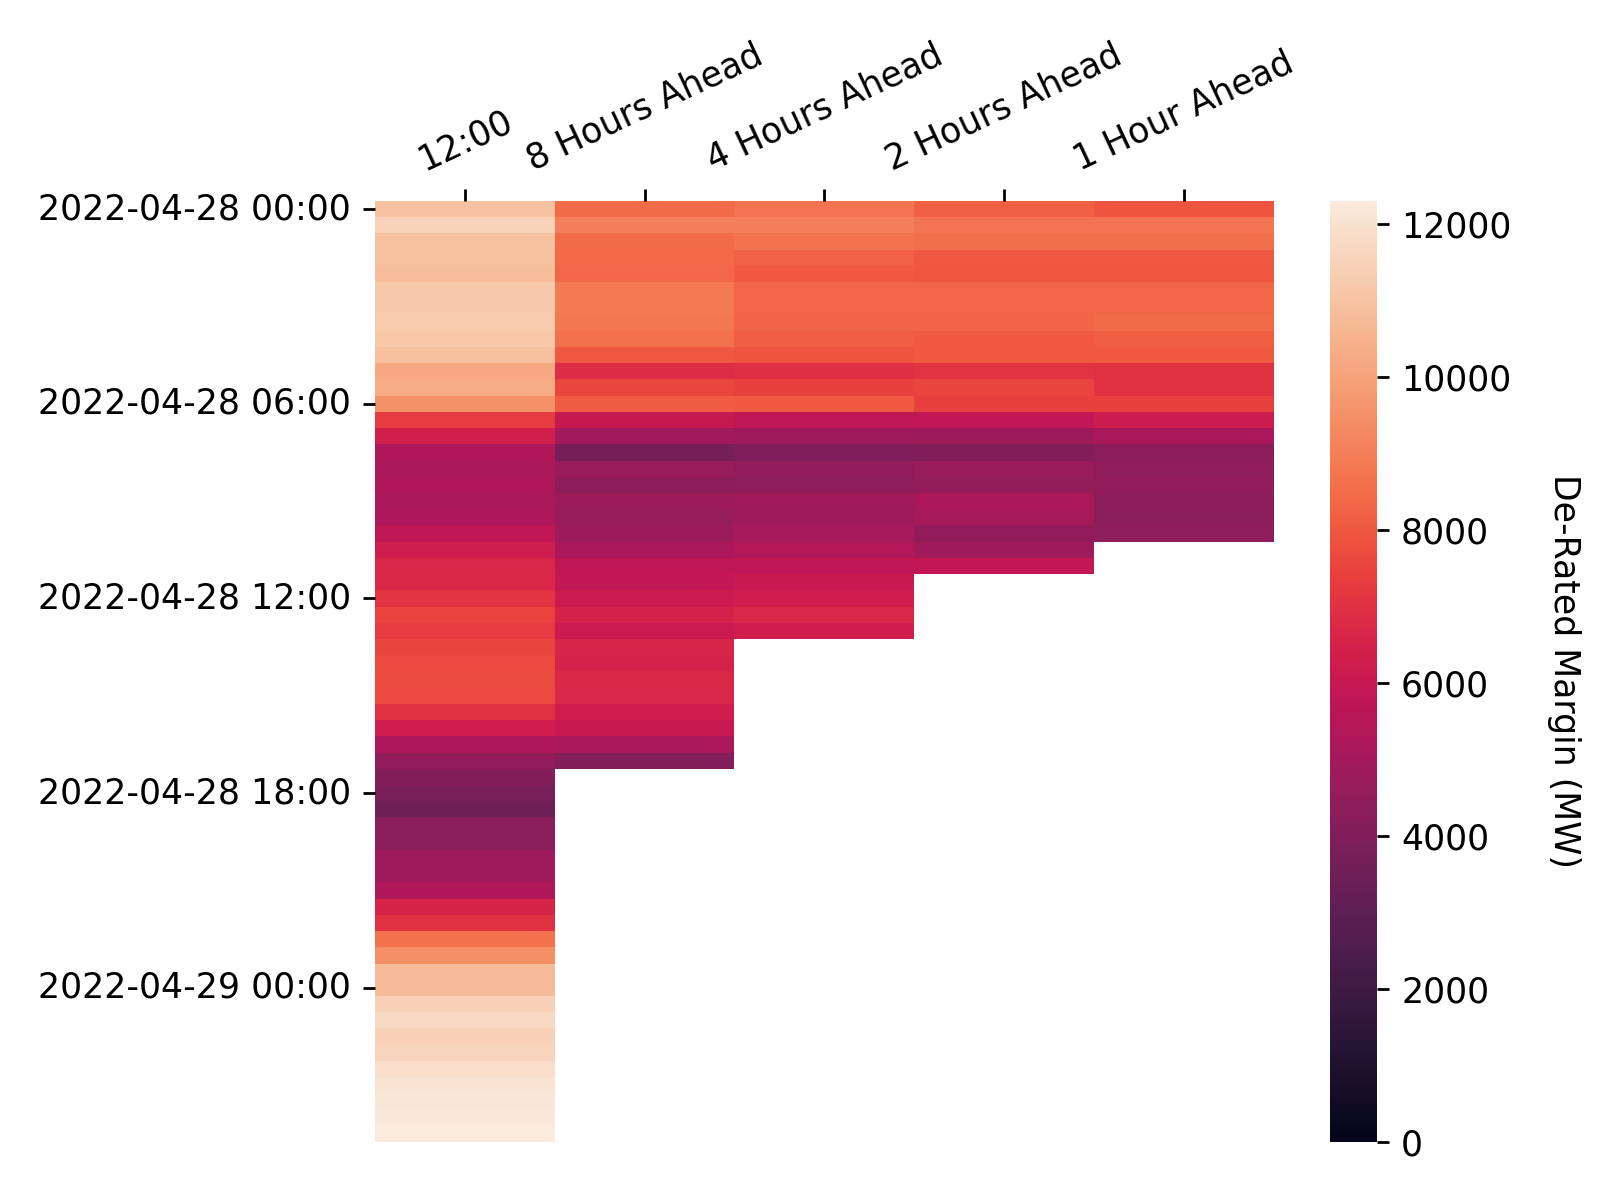 12:00
8 Hours Ahead
4 Hours Ahead
2 Hours Ahead
1 Hour Ahead
2022-04-28 00:00
2022-04-28 06:00
2022-04-28 12:00
2022-04-28 18:00
2022-04-29 00:00
12000
10000
8000
6000
4000
2000
0
De-Rated Margin (MW)